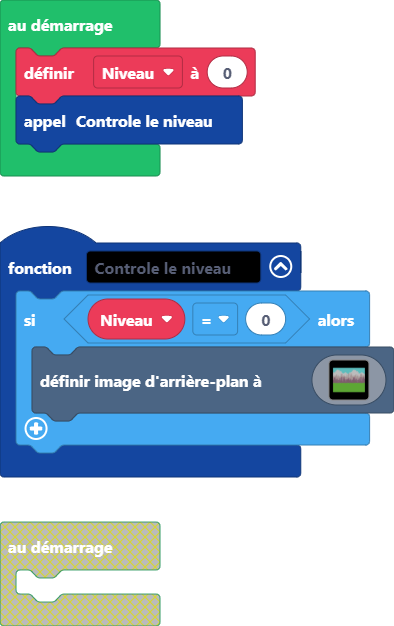 au démarrage
définir Niveau à 0
appel Controle le niveau
fonction Controle le niveau
si Niveau = 0 alors
définir image d'arrière-plan à
au démarrage